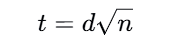 t = d√n